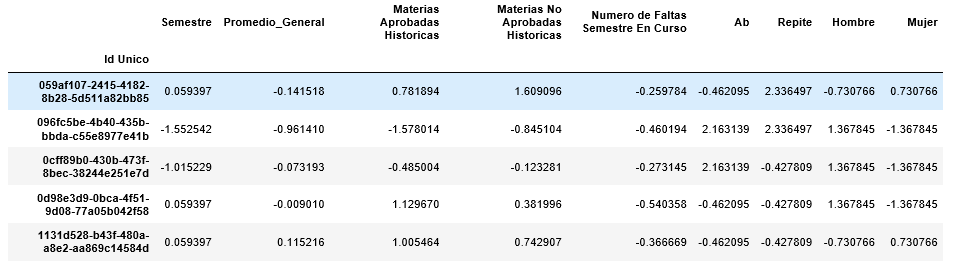 Semestre Promedio_General Materias Aprobadas Historicas Materias No Aprobadas Historicas Numero de Faltas Semestre En Curso Ab Repite Hombre Mujer
Id Unico
059af107-2415-4182-8b28-5d511a82bb85 0.059397 -0.141518 0.781894 1.609096 -0.259784 -0.462095 2.336497 -0.730766 0.730766
096fc5be-4b40-435b-bbda-c55e8977e41b -1.552542 -0.961410 -1.578014 -0.845104 -0.460194 2.163139 2.336497 1.367845 -1.367845
0cff89b0-430b-473f-8bec-38244e251e7d -1.015229 -0.073193 -0.485004 -0.123281 -0.273145 2.163139 -0.427809 1.367845 -1.367845
0d98e3d9-0bca-4f51-9d08-77a05b042f58 0.059397 -0.009010 1.129670 0.381996 -0.540358 -0.462095 -0.427809 1.367845 -1.367845
1131d528-b43f-480a-a8e2-aa869c14584d 0.059397 0.115216 1.005464 0.742907 -0.366669 -0.462095 -0.427809 -0.730766 0.730766